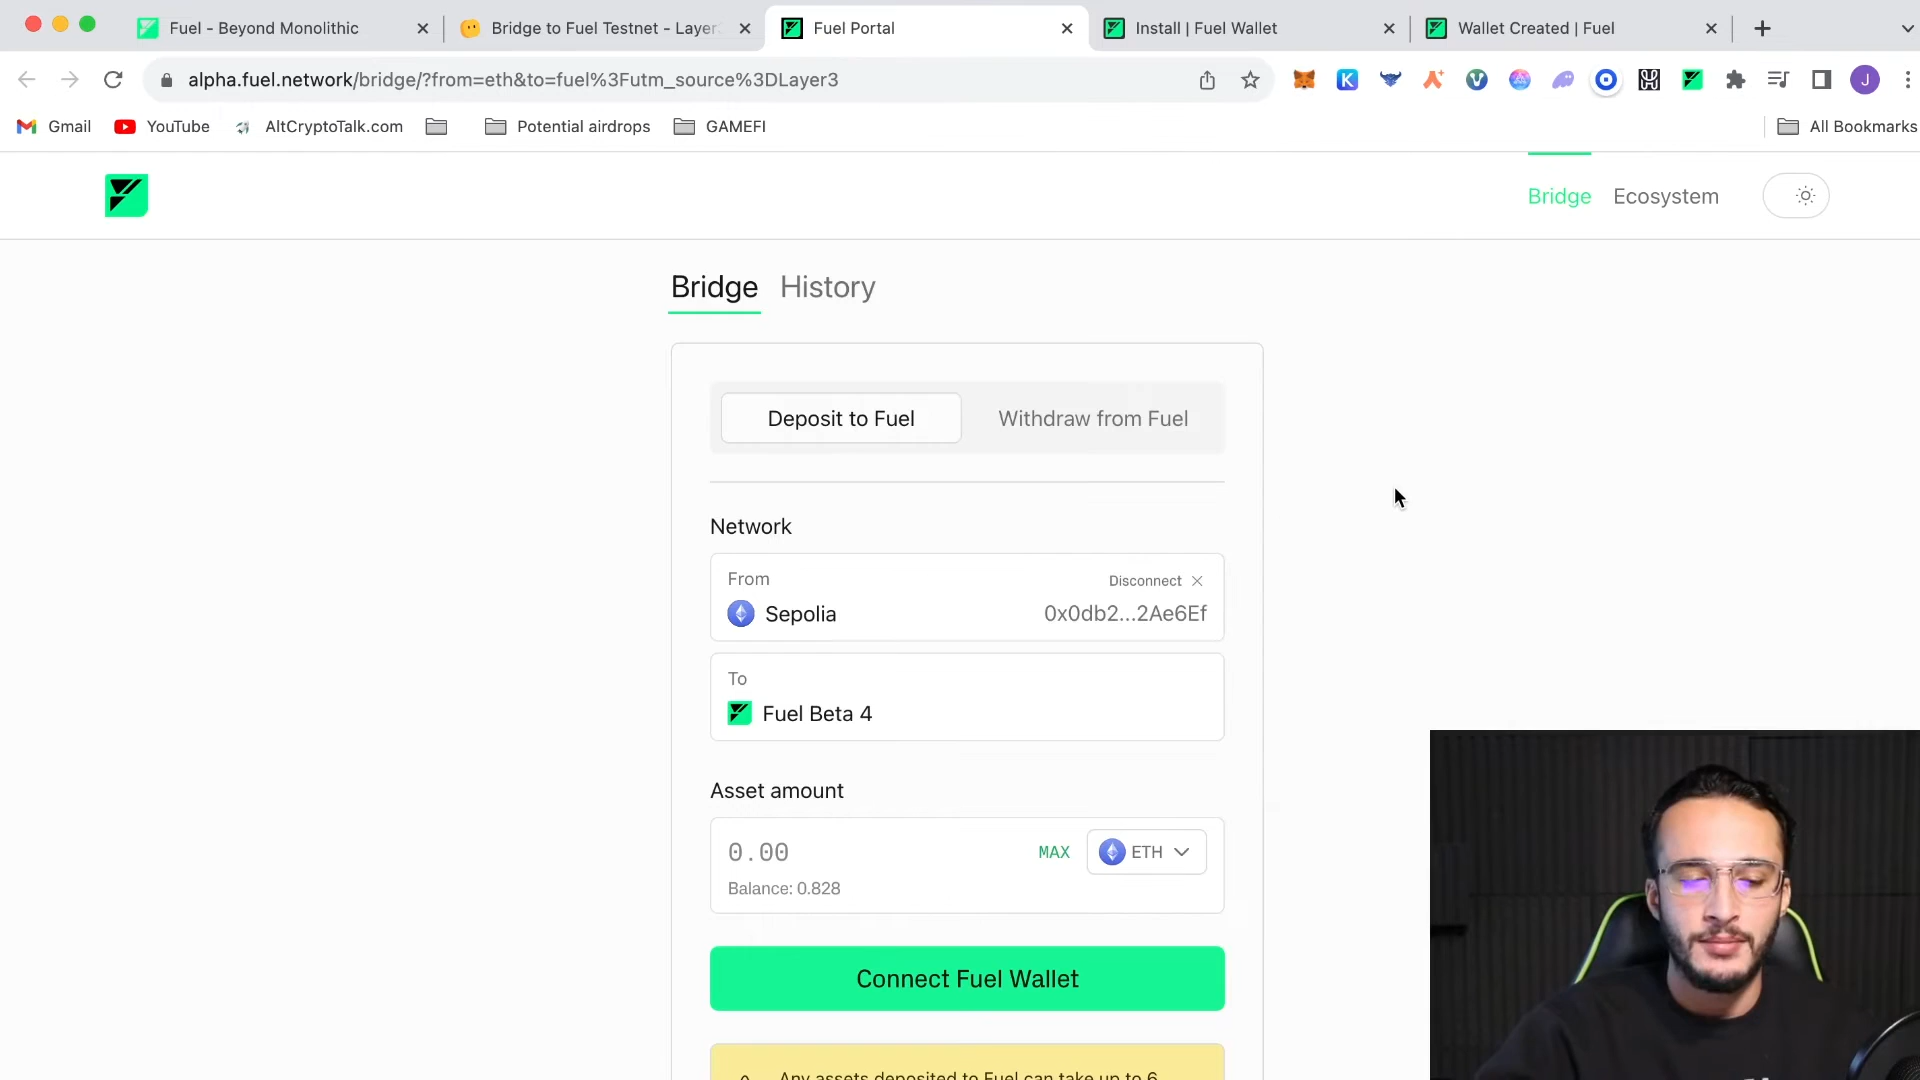 Fuel - Beyond Monolithic
Bridge to Fuel Testnet - Layer
Fuel Portal
Install | Fuel Wallet
Wallet Created | Fuel
alpha.fuel.network/bridge/?from=eth&to=fuel%3Futm_source%3DLayer3
J
Gmail
YouTube
AltCryptoTalk.com
Potential airdrops
GAMEFI
All Bookmarks
Bridge
Ecosystem
Bridge
History
Deposit to Fuel
Withdraw from Fuel
Network
From
Disconnect
Sepolia
0x0db2...2Ae6Ef
To
Fuel Beta 4
Asset amount
0.00
MAX
ETH
Balance: 0.828
Connect Fuel Wallet
Any assets deposited to Fuel can take up to 6